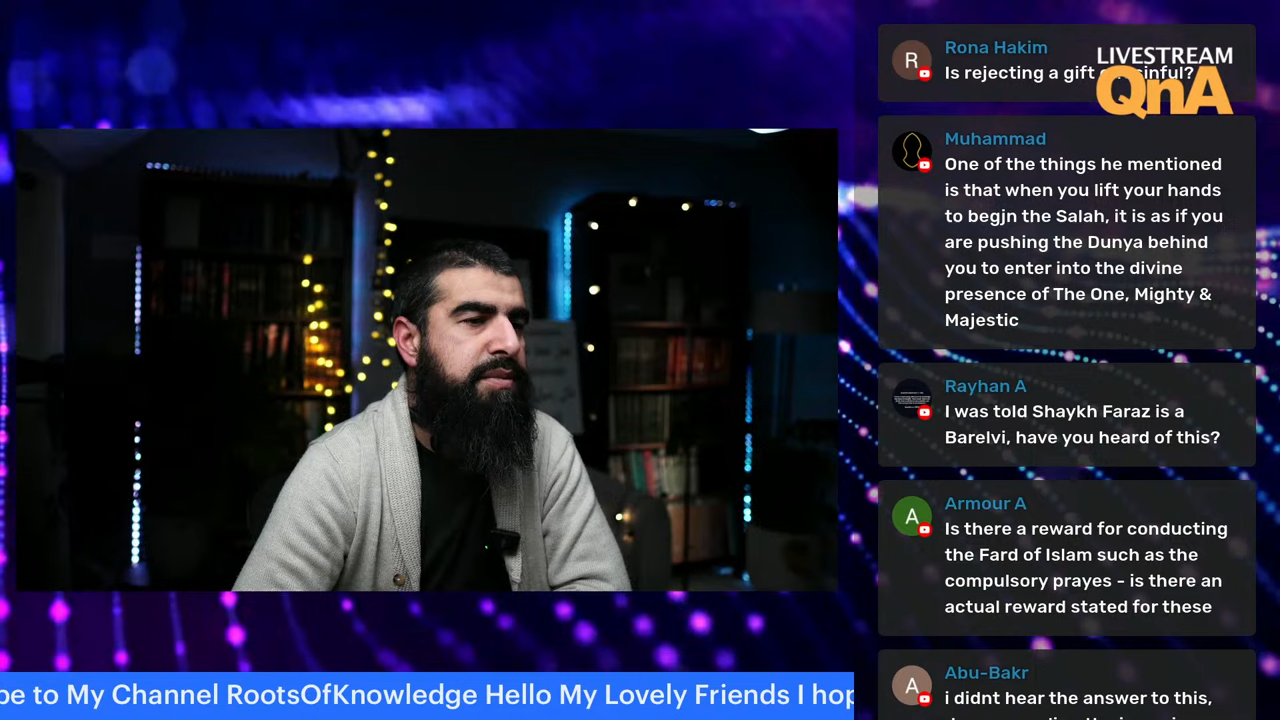 Rona Hakim
Is rejecting a gift sinful?
LIVESTREAM
QnA
R
Muhammad
One of the things he mentioned
is that when you lift your hands
to begjn the Salah, it is as if you
are pushing the Dunya behind
you to enter into the divine
presence of The One, Mighty &
Majestic
Rayhan A
I was told Shaykh Faraz is a
Barelvi, have you heard of this?
A
Armour A
Is there a reward for conducting
the Fard of Islam such as the
compulsory prayes - is there an
actual reward stated for these
A
Abu-Bakr
i didnt hear the answer to this,
to My Channel RootsOfKnowledge Hello My Lovely Friends I